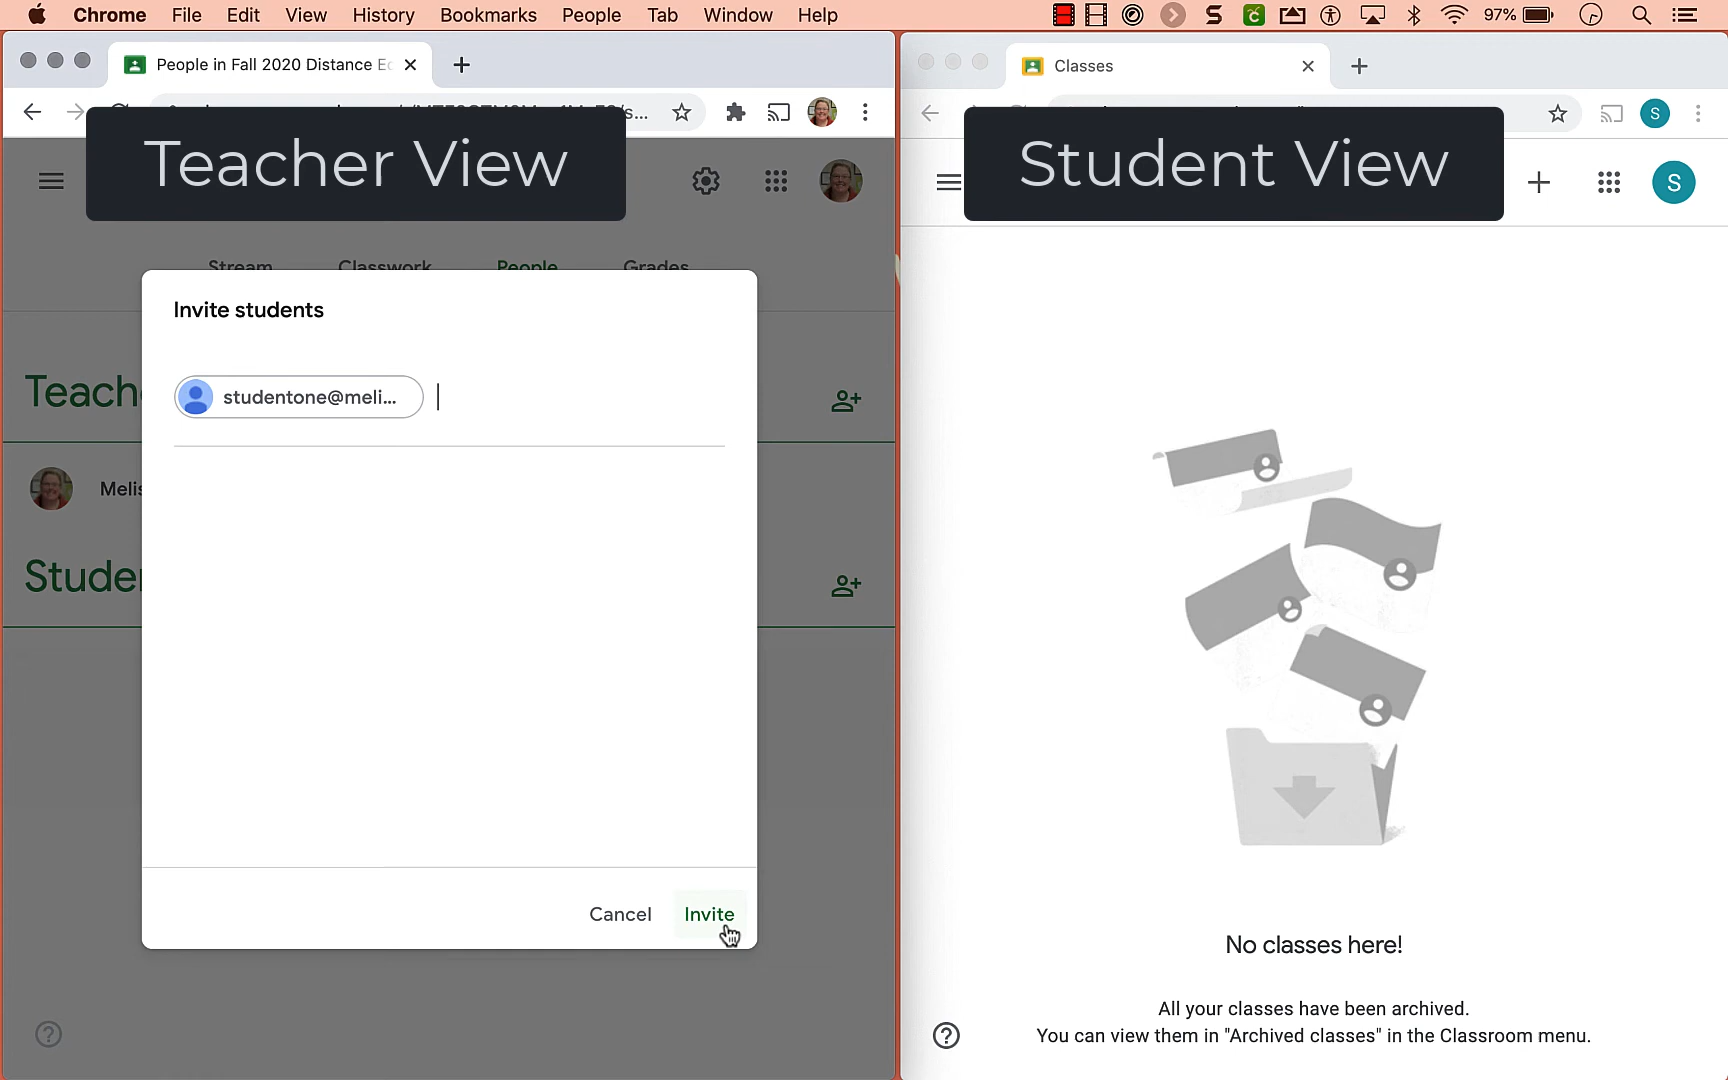 Chrome File Edit View History Bookmarks People Tab Window Help
97%
People in Fall 2020 Distance Ec
Classes
s...
S
Teacher View
Student View
S
Stream Classwork People Grades
Invite students
studentone@meli...
Teach
Melis
Studen
Cancel Invite
No classes here!
All your classes have been archived.
You can view them in "Archived classes" in the Classroom menu.